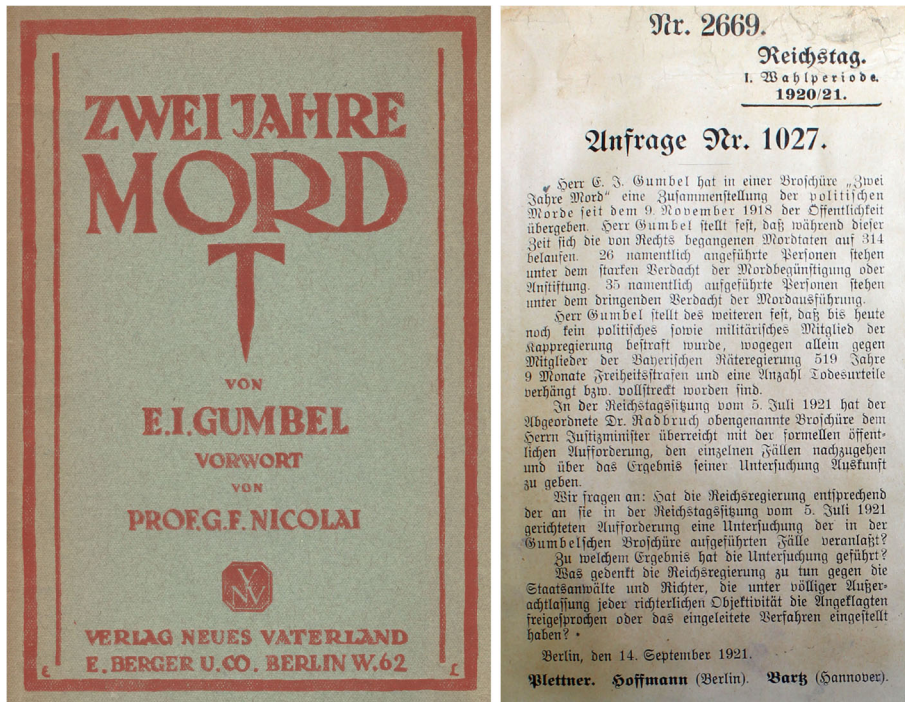 ZWEI JAHRE
MORD
VON
E.I.GUMBEL
VORWORT
VON
PROF.G.F. NICOLAI
V
NV
VERLAG NEUES VATERLAND
E. BERGER U. CO. BERLIN W. 62
E
L
Nr. 2669.
Reichstag.
I. Wahlperiode.
1920/21.
Anfrage Nr. 1027.
Herr E. J. Gumbel hat in einer Broschüre „Zwei
Jahre Mord“ eine Zusammenstellung der politischen
Morde seit dem 9. November 1918 der Öffentlichkeit
übergeben. Herr Gumbel stellt fest, daß während dieser
Zeit sich die von Rechts begangenen Mordtaten auf 314
belaufen. 26 namentlich angeführte Personen stehen
unter dem starken Verdacht der Mordbegünstigung oder
Anstiftung. 35 namentlich aufgeführte Personen stehen
unter dem dringenden Verdacht der Mordausführung.
Herr Gumbel stellt des weiteren fest, daß bis heute
noch kein politisches sowie militärisches Mitglied der
Kappregierung bestraft wurde, wogegen allein gegen
Mitglieder der Bayerischen Räteregierung 519 Jahre
9 Monate Freiheitsstrafen und eine Anzahl Todesurteile
verhängt bzw. vollstreckt worden sind.
In der Reichstagssitzung vom 5. Juli 1921 hat der
Abgeordnete Dr. Radbruch obengenannte Broschüre dem
Herrn Justizminister überreicht mit der formellen öffent-
lichen Aufforderung, den einzelnen Fällen nachzugehen
und über das Ergebnis seiner Untersuchung Auskunft
zu geben.
Wir fragen an: Hat die Reichsregierung entsprechend
der an sie in der Reichstagssitzung vom 5. Juli 1921
gerichteten Aufforderung eine Untersuchung der in der
Gumbelschen Broschüre aufgeführten Fälle veranlaßt?
Zu welchem Ergebnis hat die Untersuchung geführt?
Was gedenkt die Reichsregierung zu tun gegen die
Staatsanwälte und Richter, die unter völliger Außer-
achtlassung jeder richterlichen Objektivität die Angeklagten
freigesprochen oder das eingeleitete Verfahren eingestellt
haben?
Berlin, den 14. September 1921.
Plettner. Hoffmann (Berlin). Bartz (Hannover).